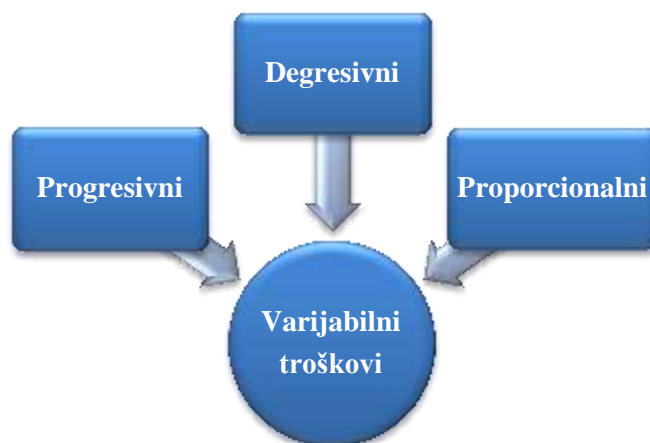 Degresivni
Progresivni
Proporcionalni
Varijabilni
troškovi